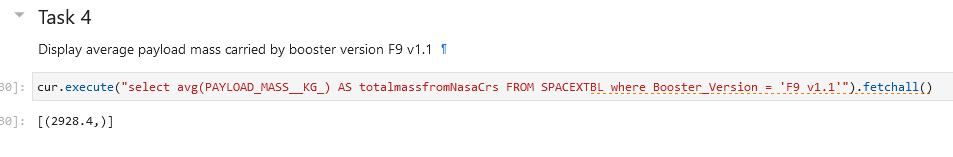 Task 4
Display average payload mass carried by booster version F9 v1.1 ¶
30]: cur.execute("select avg(PAYLOAD_MASS__KG_) AS totalmassfromNasaCrs FROM SPACEXTBL where Booster_Version = 'F9 v1.1'").fetchall()
30]: [(2928.4,)]